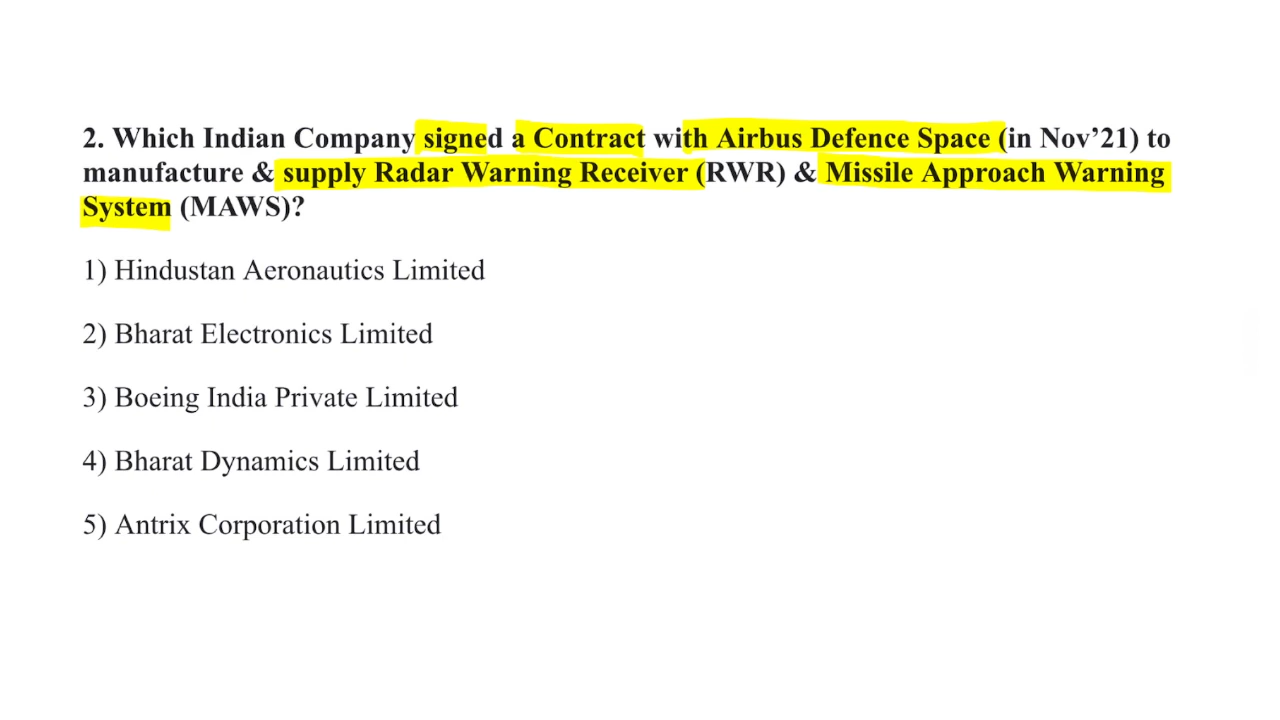 2. Which Indian Company signed a Contract with Airbus Defence Space (in Nov’21) to
manufacture & supply Radar Warning Receiver (RWR) & Missile Approach Warning
System (MAWS)?
1) Hindustan Aeronautics Limited
2) Bharat Electronics Limited
3) Boeing India Private Limited
4) Bharat Dynamics Limited
5) Antrix Corporation Limited